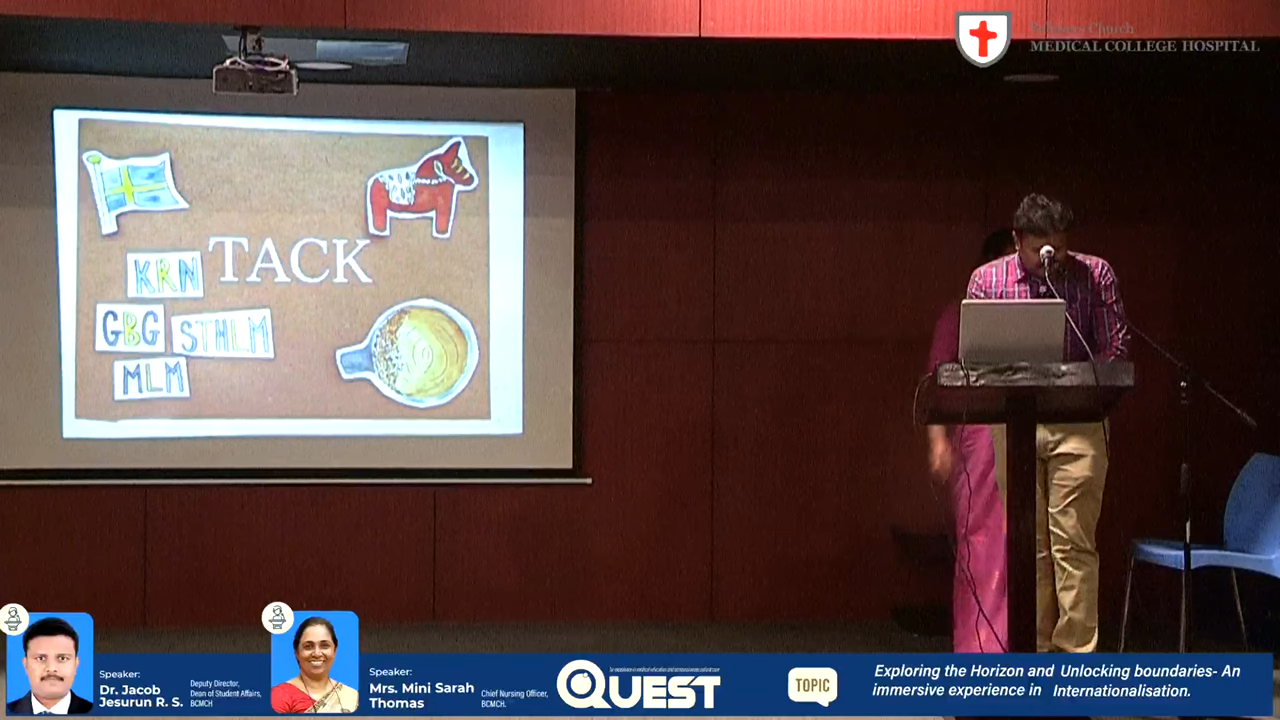 MEDICAL COLLEGE HOSPITAL
TACK
KRN
GBG
STHLM
MLM
Speaker:
Dr. Jacob
Jesurun R. S.
Deputy Director,
Dean of Student Affairs,
BCMCH
Speaker:
Mrs. Mini Sarah
Thomas
Chief Nursing Officer,
BCMCH.
QUEST
TOPIC
Exploring the Horizon and Unlocking boundaries- An
immersive experience in Internationalisation.